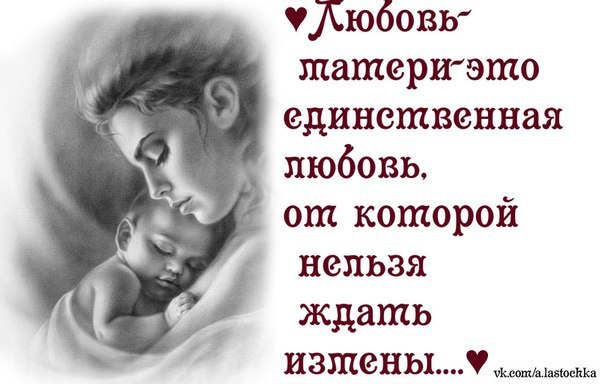 ♥Любовь-
матери-это
единственная
любовь,
от которой
нельзя
ждать
измены....♥
vk.com/a.lastochka